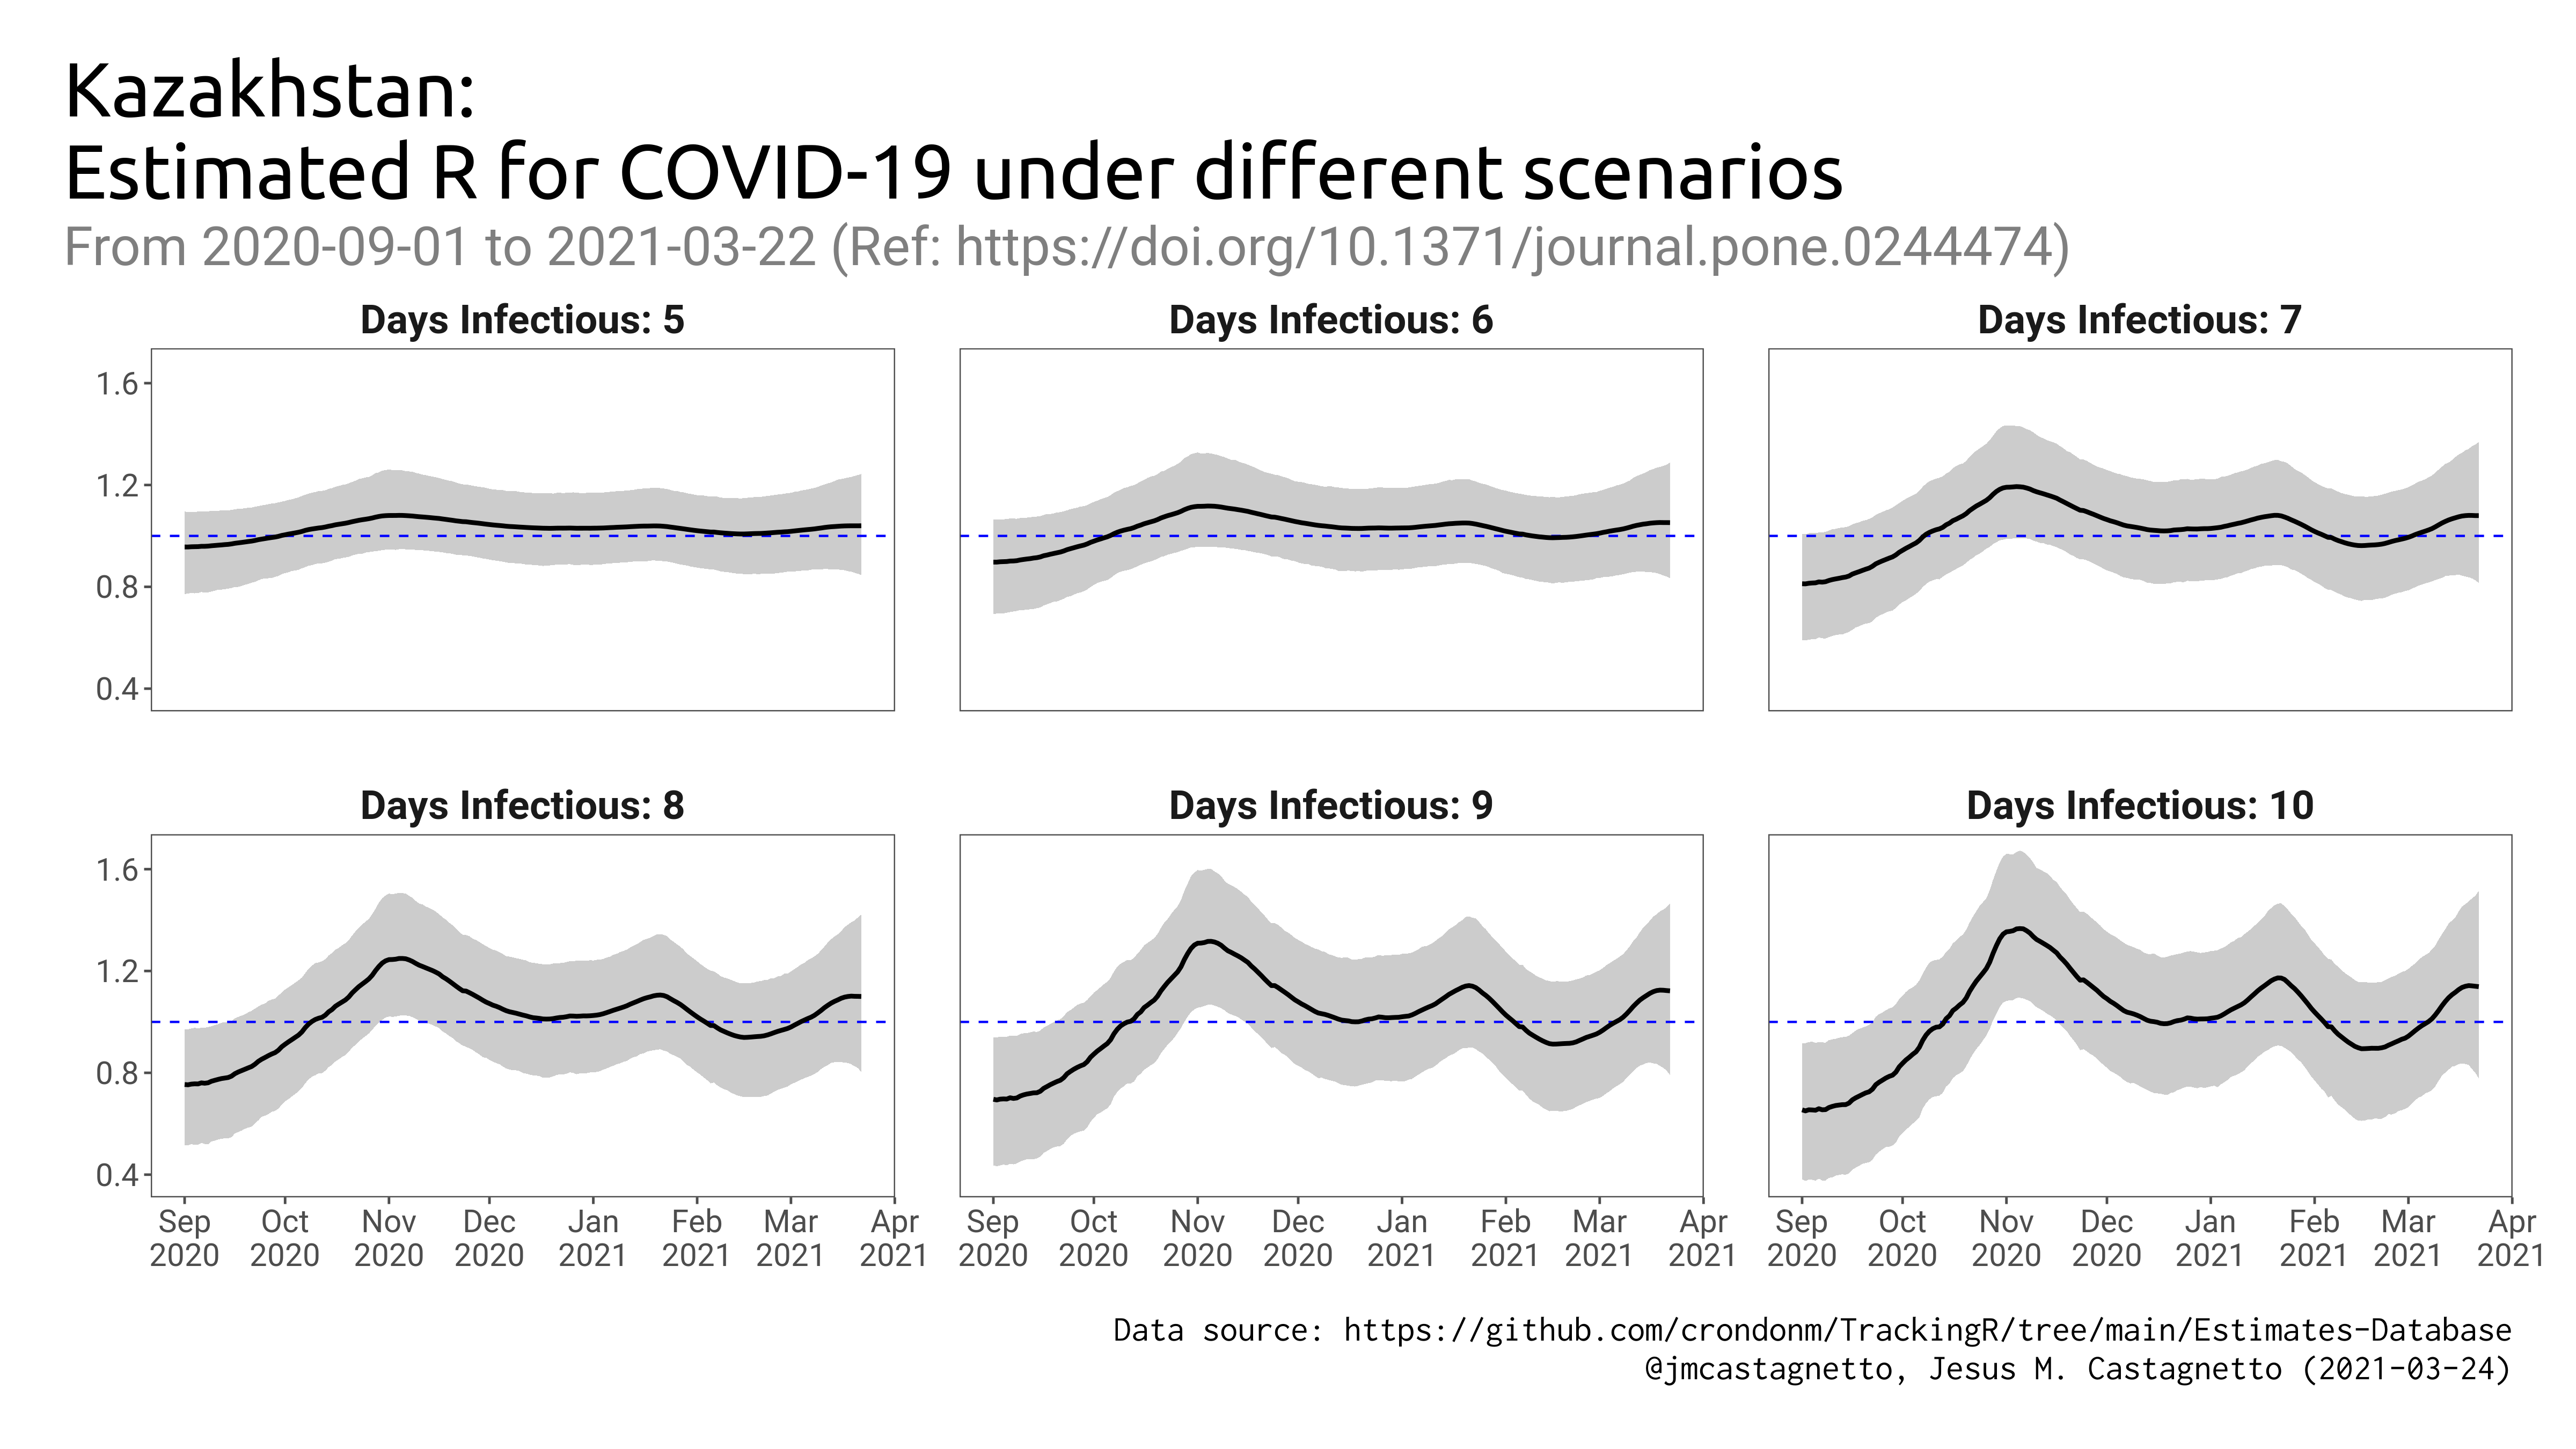 Kazakhstan:
Estimated R for COVID-19 under different scenarios
From 2020-09-01 to 2021-03-22 (Ref: https://doi.org/10.1371/journal.pone.0244474)
Days Infectious: 5
Days Infectious: 6
Days Infectious: 7
1.6
1.2
0.8
0.4
Days Infectious: 8
Days Infectious: 9
Days Infectious: 10
1.6
1.2
0.8
0.4
Sep Oct Nov Dec Jan Feb Mar Apr
2020 2020 2020 2020 2021 2021 2021 2021
Sep Oct Nov Dec Jan Feb Mar Apr
2020 2020 2020 2020 2021 2021 2021 2021
Sep Oct Nov Dec Jan Feb Mar Apr
2020 2020 2020 2020 2021 2021 2021 2021
Data source: https://github.com/crondonm/TrackingR/tree/main/Estimates-Database
@jmcastagnetto, Jesus M. Castagnetto (2021-03-24)